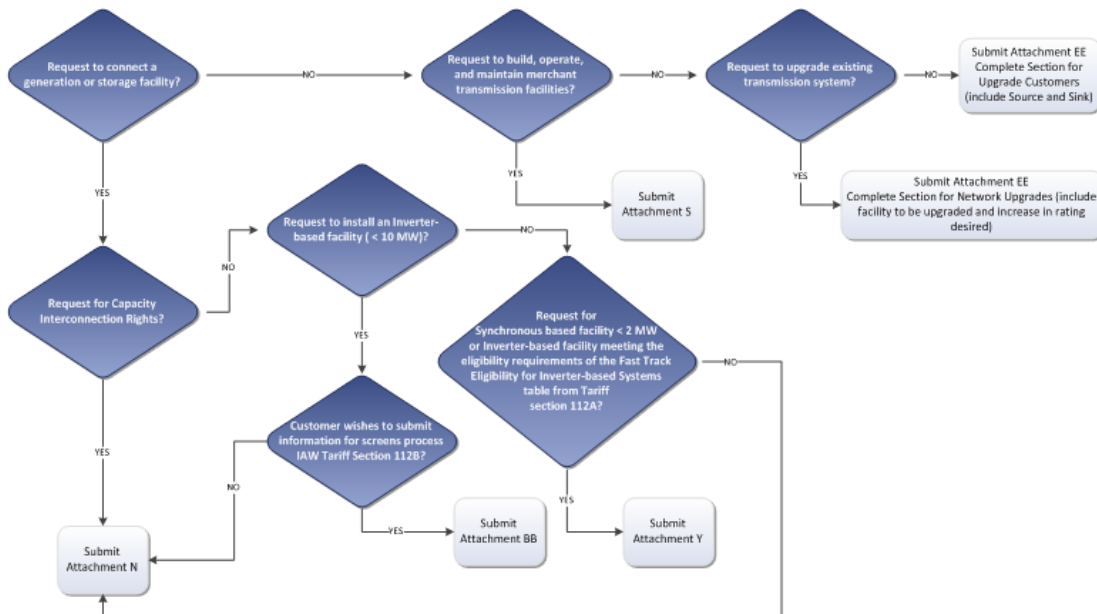 Request to connect a
generation or storage facility?
NO
Request to build, operate,
and maintain merchant
transmission facilities?
NO
Request to upgrade existing
transmission system?
NO
Submit Attachment EE
Complete Section for
Upgrade Customers
(include Source and Sink)
YES
YES
YES
Submit
Attachment S
Submit Attachment EE
Complete Section for Network Upgrades (include
facility to be upgraded and increase in rating
desired)
Request to install an Inverter-
based facility ( < 10 MW)?
NO
NO
Request for Capacity
Interconnection Rights?
YES
Request for
Synchronous based facility < 2 MW
or Inverter-based facility meeting the
eligibility requirements of the Fast Track
Eligibility for Inverter-based Systems
table from Tariff
section 112A?
NO
YES
Customer wishes to submit
information for screens process
IAW Tariff Section 112B?
NO
YES
Submit
Attachment BB
YES
Submit
Attachment Y
Submit
Attachment N